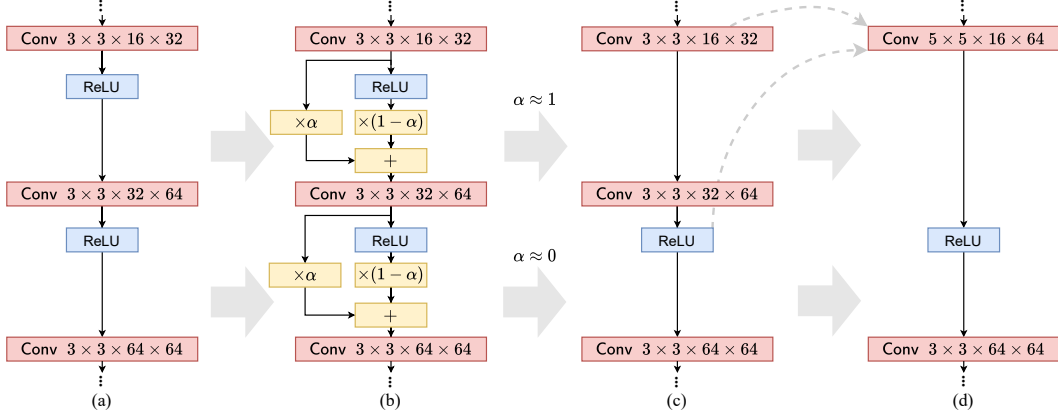 Conv 3 × 3 × 16 × 32
ReLU
Conv 3 × 3 × 32 × 64
ReLU
Conv 3 × 3 × 64 × 64
(a)
Conv 3 × 3 × 16 × 32
ReLU
×α
×(1 − α)
+
Conv 3 × 3 × 32 × 64
ReLU
×α
×(1 − α)
+
Conv 3 × 3 × 64 × 64
(b)
α ≈ 1
α ≈ 0
Conv 3 × 3 × 16 × 32
Conv 3 × 3 × 32 × 64
ReLU
Conv 3 × 3 × 64 × 64
(c)
Conv 5 × 5 × 16 × 64
ReLU
Conv 3 × 3 × 64 × 64
(d)